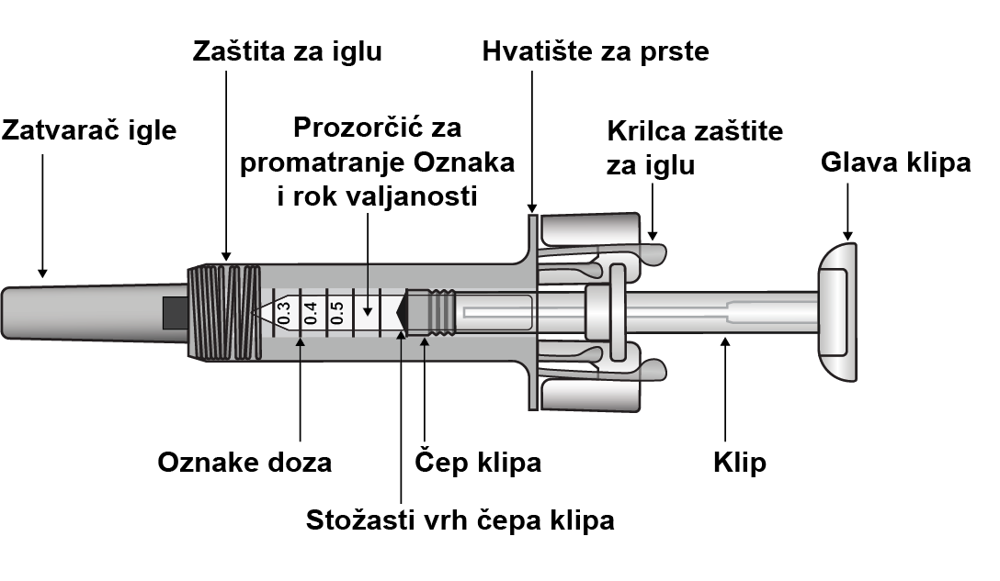 Zaštita za iglu
Hvatište za prste
Zatvarač igle
Prozorčić za
promatranje Oznaka
i rok valjanosti
Krilca zaštite
za iglu
Glava klipa
0.3
0.4
0.5
Oznake doza
Čep klipa
Klip
Stožasti vrh čepa klipa